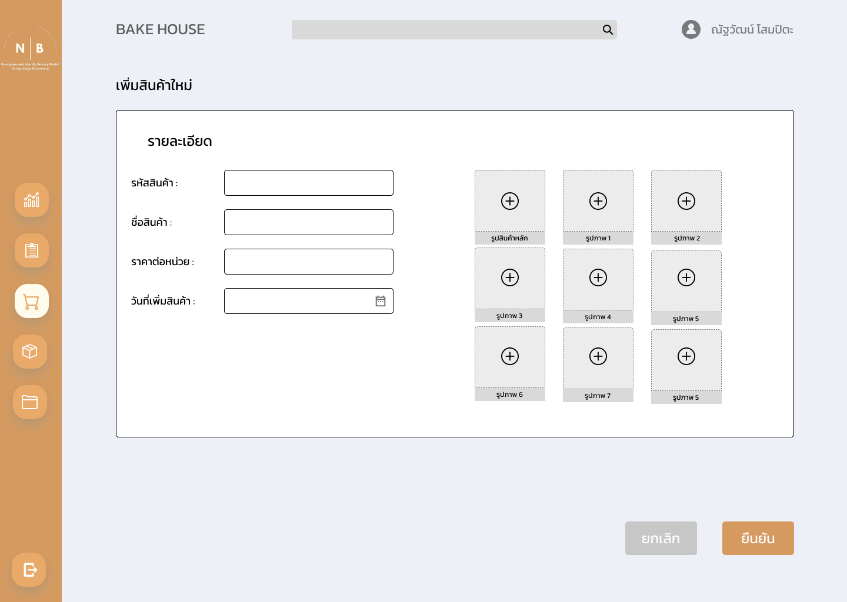 BAKE HOUSE
ณัฐวัฒน์ โสมปิตะ
N B
เพิ่มสินค้าใหม่
รายละเอียด
รหัสสินค้า :
ชื่อสินค้า :
ราคาต่อหน่วย :
วันที่เพิ่มสินค้า :
รูปสินค้าหลัก
รูปภาพ 1
รูปภาพ 2
รูปภาพ 3
รูปภาพ 4
รูปภาพ 5
รูปภาพ 6
รูปภาพ 7
รูปภาพ 5
ยกเลิก
ยืนยัน